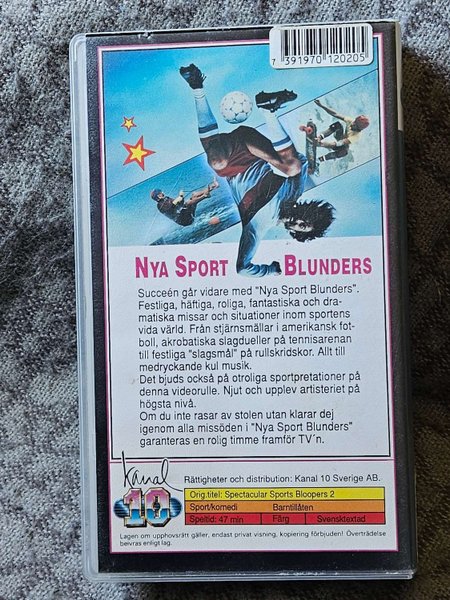 7 391970 120205
NYA SPORT BLUNDERS
Succeén går vidare med "Nya Sport Blunders".
Festliga, häftiga, roliga, fantastiska och dra-
matiska missar och situationer inom sportens
vida värld. Från stjärnsmällar i amerikansk fot-
boll, akrobatiska slagdueller på tennisarenan
till festliga "slagsmål" på rullskridskor. Allt till
medryckande kul musik.
Det bjuds också på otroliga sportpretationer på
denna videorulle. Njut och upplev artisteriet på
högsta nivå.
Om du inte rasar av stolen utan klarar dej
igenom alla missöden i "Nya Sport Blunders"
garanteras en rolig timme framför TV´n.
Kanal
10
Rättigheter och distribution: Kanal 10 Sverige AB.
Orig.titel: Spectacular Sports Bloopers 2
Sport/komedi Barntillåten
Speltid: 47 min Färg Svensktextad
Lagen om upphovsrätt gäller, endast privat visning, kopiering förbjuden! Överträdelse
beivras enligt lag.